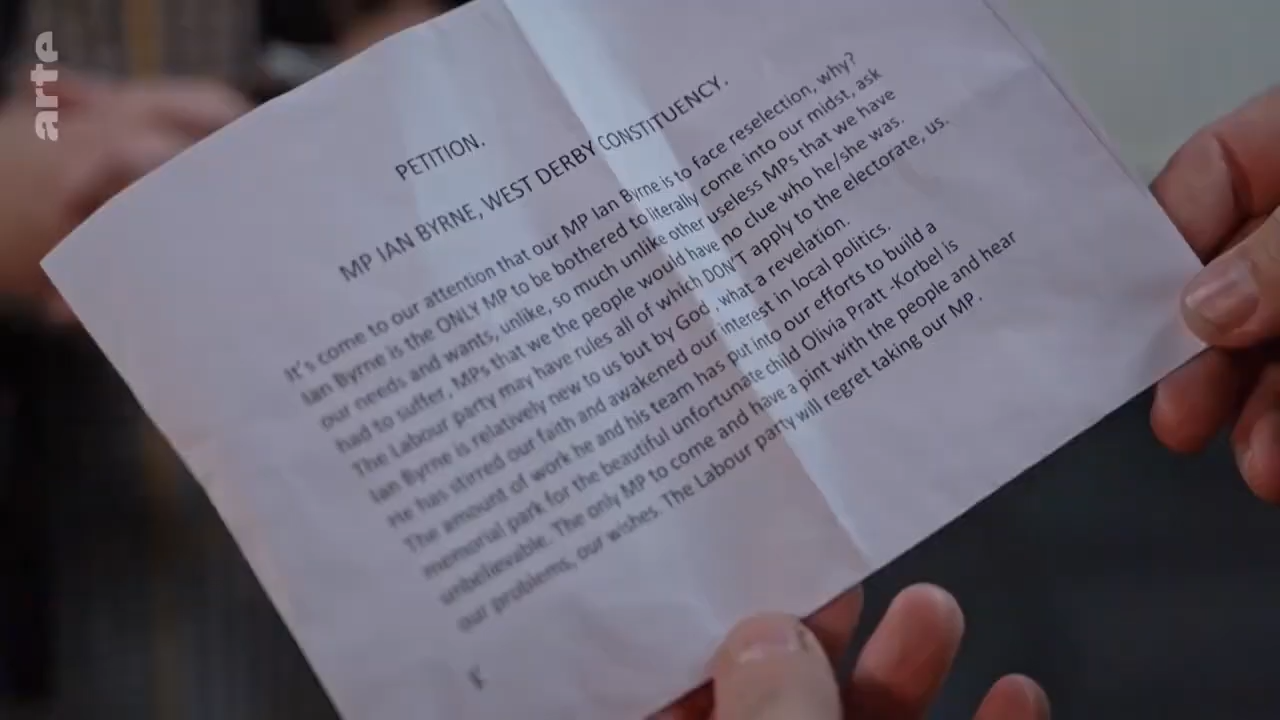 arte
PETITION.
MP IAN BYRNE, WEST DERBY CONSTITUENCY.
It's come to our attention that our MP Ian Byrne is to face reselection, why?
Ian Byrne is the ONLY MP to be bothered to literally come into our midst, ask
our needs and wants, unlike, so much unlike other useless MPs that we have
had to suffer, MPs that we the people would have no clue who he/she was.
The Labour party may have rules all of which DON'T apply to the electorate, us.
Ian Byrne is relatively new to us but by God , what a revelation.
He has stirred our faith and awakened our interest in local politics.
The amount of work he and his team has put into our efforts to build a
memorial park for the beautiful unfortunate child Olivia Pratt -Korbel is
unbelievable. The only MP to come and have a pint with the people and hear
our problems, our wishes. The Labour party will regret taking our MP .